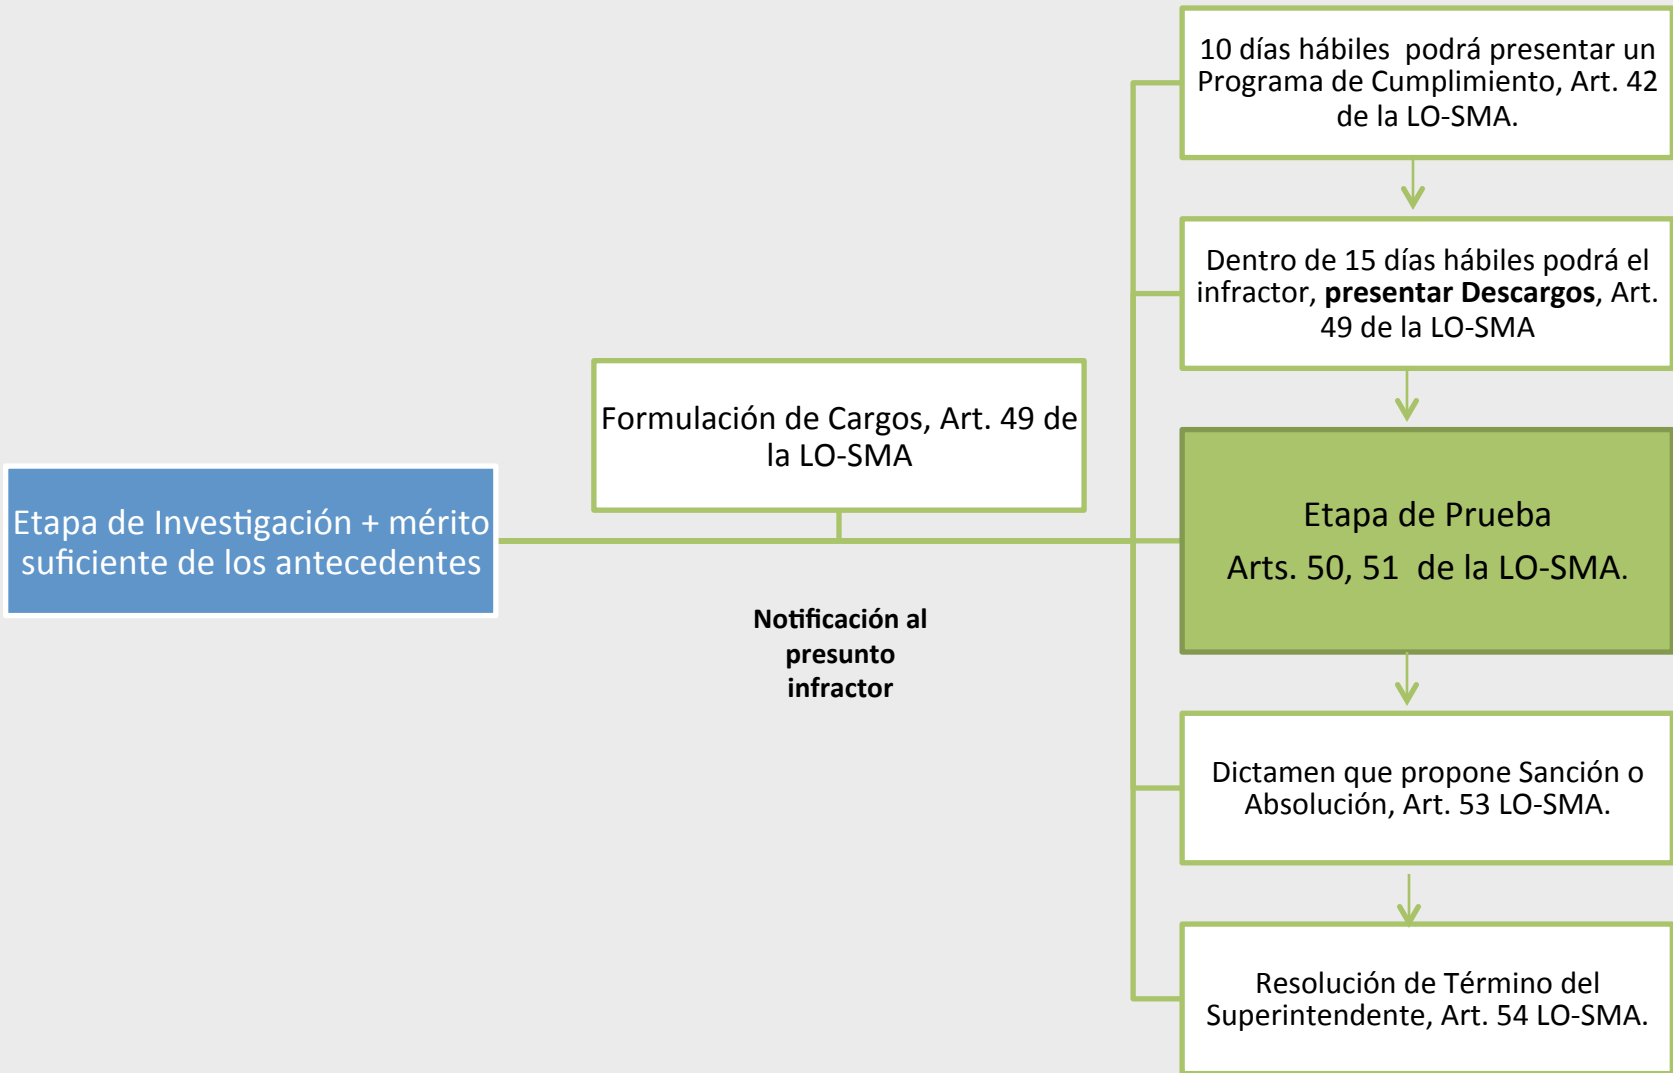 Etapa de Investigación + mérito
suficiente de los antecedentes
Formulación de Cargos, Art. 49 de
la LO-SMA
Notificación al
presunto
infractor
10 días hábiles  podrá presentar un
Programa de Cumplimiento, Art. 42
de la LO-SMA.
Dentro de 15 días hábiles podrá el
infractor, presentar Descargos, Art.
49 de la LO-SMA
Etapa de Prueba
Arts. 50, 51  de la LO-SMA.
Dictamen que propone Sanción o
Absolución, Art. 53 LO-SMA.
Resolución de Término del
Superintendente, Art. 54 LO-SMA.